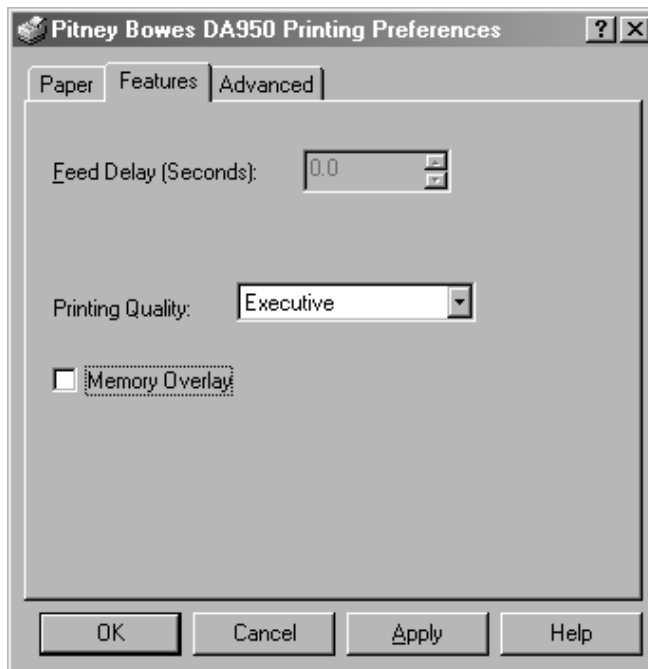 Pitney Bowes DA950 Printing Preferences
Paper Features Advanced
Feed Delay (Seconds): 0.0
Printing Quality: Executive
Memory Overlay
OK Cancel Apply Help